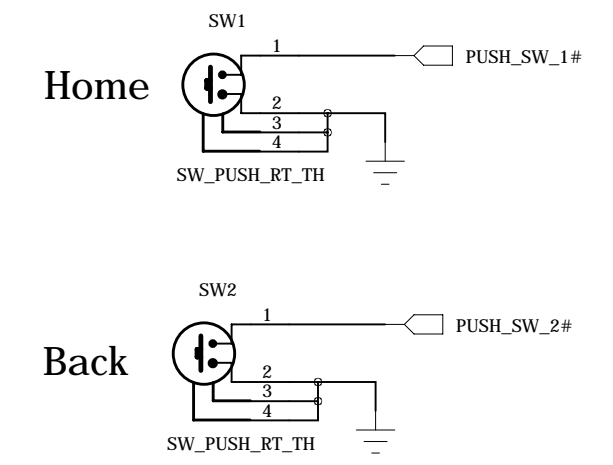 SW1
1
PUSH_SW_1#
Home
2
3
4
SW_PUSH_RT_TH
SW2
1
PUSH_SW_2#
Back
2
3
4
SW_PUSH_RT_TH